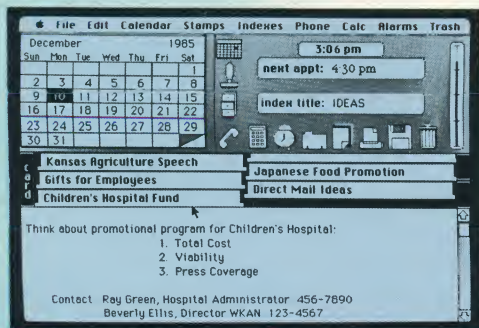 File Edit Calendar Stamps Indexes Phone Calc Alarms Trash
December 1985
Sun Mon Tue Wed Thu Fri Sat
1
2 3 4 5 6 7 8
9 10 11 12 13 14 15
16 17 18 19 20 21 22
23 24 25 26 27 28 29
30 31
3:06 pm
next appt: 4:30 pm
index title: IDEAS
card
Kansas Agriculture Speech
Gifts for Employees
Children's Hospital Fund
Japanese Food Promotion
Direct Mail Ideas
Think about promotional program for Children's Hospital:
1. Total Cost
2. Viability
3. Press Coverage
Contact Ray Green, Hospital Administrator 456-7890
Beverly Ellis, Director WKAN 123-4567